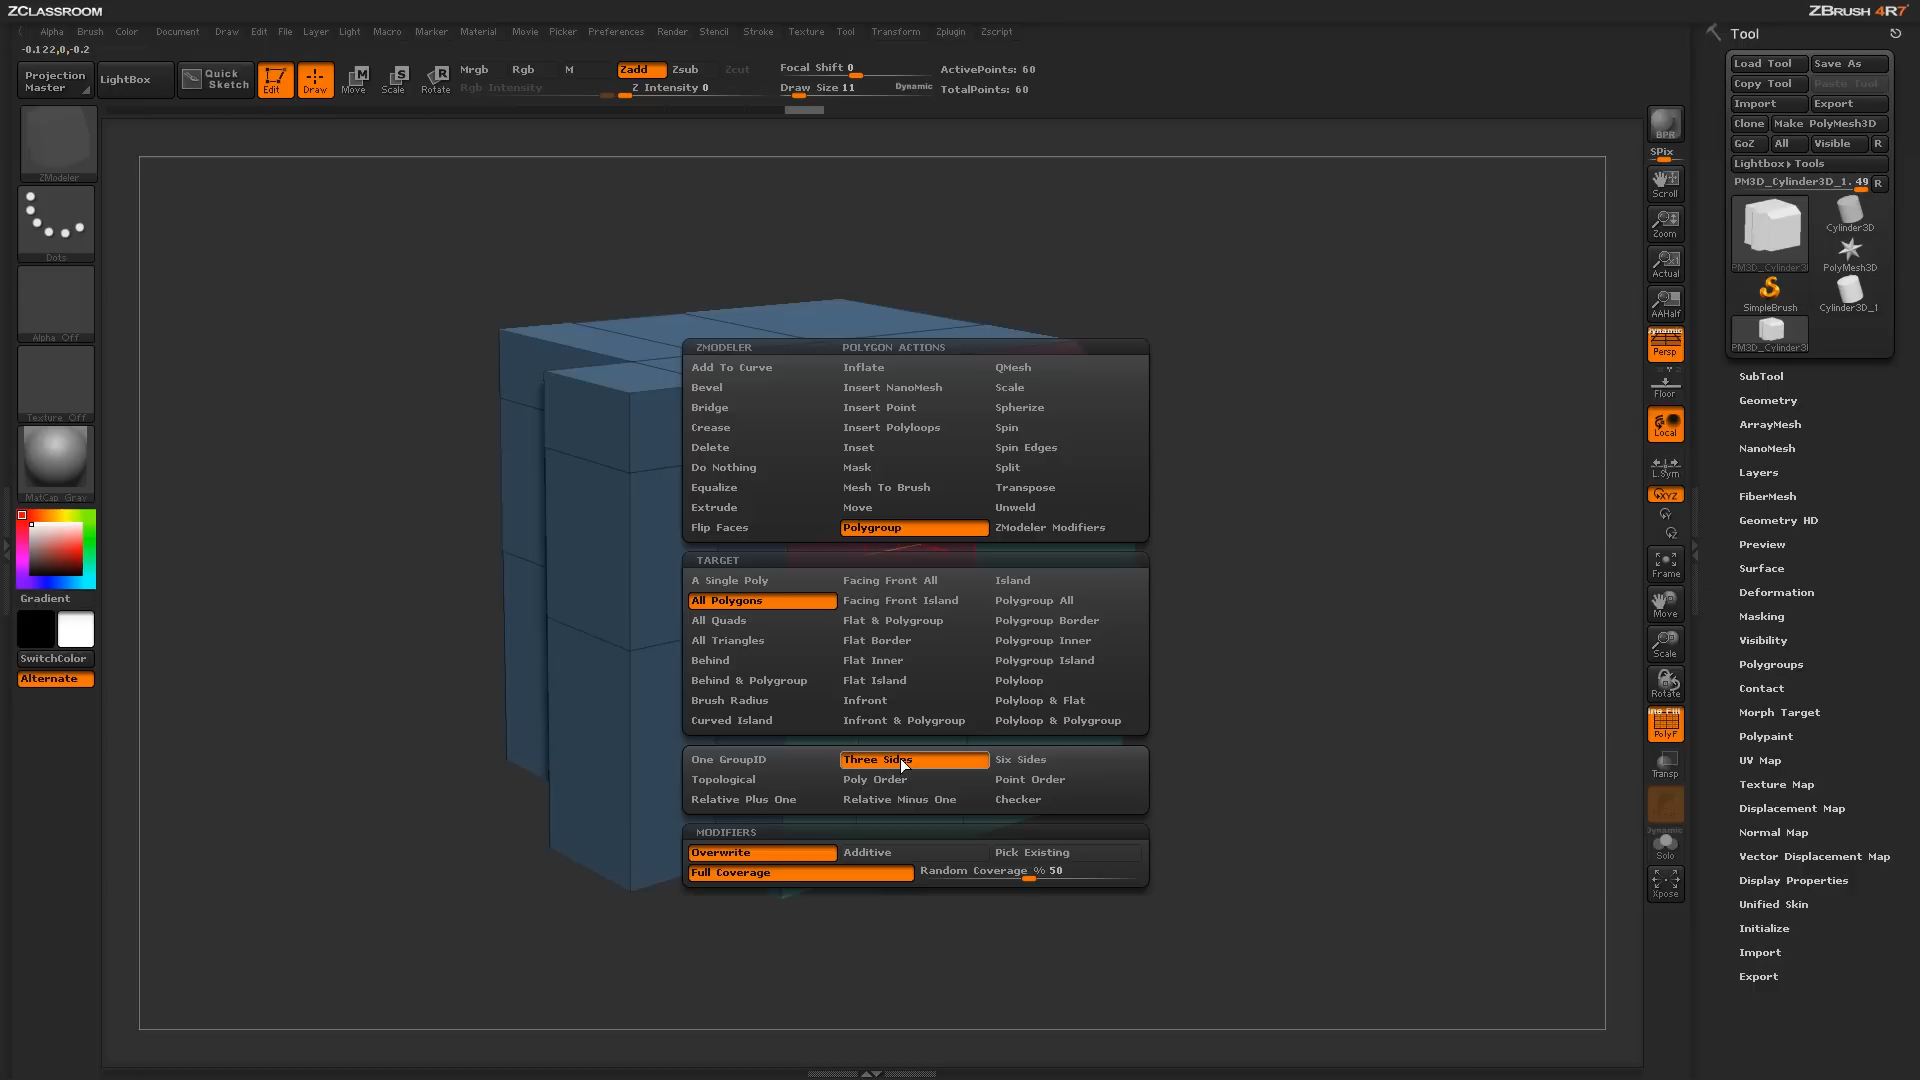 ZCLASSROOM
ZBRUSH 4R7
Alpha Brush Color Document Draw Edit File Layer Light Macro Marker Material Movie Picker Preferences Render Stencil Stroke Texture Tool Transform Zplugin Zscript
-0.122,0,-0.2
Projection Master
LightBox
Quick Sketch
Edit
Draw
Move
Scale
Rotate
Mrgb Rgb M Zadd Zsub Zcut
Rgb Intensity Z Intensity 0
Focal Shift 0
Draw Size 11 Dynamic
ActivePoints: 60
TotalPoints: 60
ZModeler
Dots
Alpha Off
Texture Off
MatCap Gray
Gradient
SwitchColor
Alternate
ZMODELER POLYGON ACTIONS
Add To Curve Inflate QMesh
Bevel Insert NanoMesh Scale
Bridge Insert Point Spherize
Crease Insert Polyloops Spin
Delete Inset Spin Edges
Do Nothing Mask Split
Equalize Mesh To Brush Transpose
Extrude Move Unweld
Flip Faces Polygroup ZModeler Modifiers
TARGET
A Single Poly Facing Front All Island
All Polygons Facing Front Island Polygroup All
All Quads Flat & Polygroup Polygroup Border
All Triangles Flat Border Polygroup Inner
Behind Flat Inner Polygroup Island
Behind & Polygroup Flat Island Polyloop
Brush Radius Infront Polyloop & Flat
Curved Island Infront & Polygroup Polyloop & Polygroup
One GroupID Three Sides Six Sides
Topological Poly Order Point Order
Relative Plus One Relative Minus One Checker
MODIFIERS
Overwrite Additive Pick Existing
Full Coverage Random Coverage % 50
BPR
SPix
Scroll
Zoom
Actual
AAHalf
Dynamic
Persp
Floor
Local
L.Sym
XYZ
Frame
Move
Scale
Rotate
PolyF
Transp
Dynamic
Solo
Xpose
Tool
Load Tool Save As
Copy Tool Paste Tool
Import Export
Clone Make PolyMesh3D
GoZ All Visible R
Lightbox▸Tools
PM3D_Cylinder3D_1. 49 R
Cylinder3D
PM3D_Cylinder3 PolyMesh3D
SimpleBrush Cylinder3D_1
PM3D_Cylinder3
SubTool
Geometry
ArrayMesh
NanoMesh
Layers
FiberMesh
Geometry HD
Preview
Surface
Deformation
Masking
Visibility
Polygroups
Contact
Morph Target
Polypaint
UV Map
Texture Map
Displacement Map
Normal Map
Vector Displacement Map
Display Properties
Unified Skin
Initialize
Import
Export